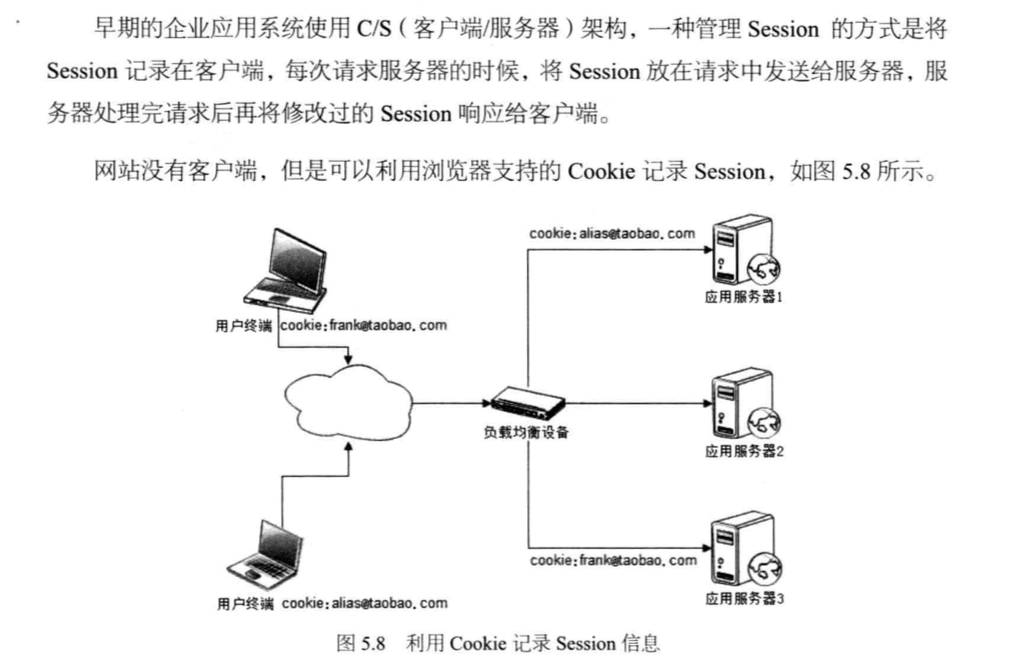 早期的企业应用系统使用 C/S（客户端/服务器）架构，一种管理 Session 的方式是将
Session 记录在客户端，每次请求服务器的时候，将 Session 放在请求中发送给服务器，服
务器处理完请求后再将修改过的 Session 响应给客户端。
网站没有客户端，但是可以利用浏览器支持的 Cookie 记录 Session，如图 5.8 所示。
cookie:alias@taobao.com
应用服务器1
用户终端 cookie:frank@taobao.com
负载均衡设备
应用服务器2
cookie:frank@taobao.com
应用服务器3
用户终端 cookie:alias@taobao.com
图 5.8 利用 Cookie 记录 Session 信息